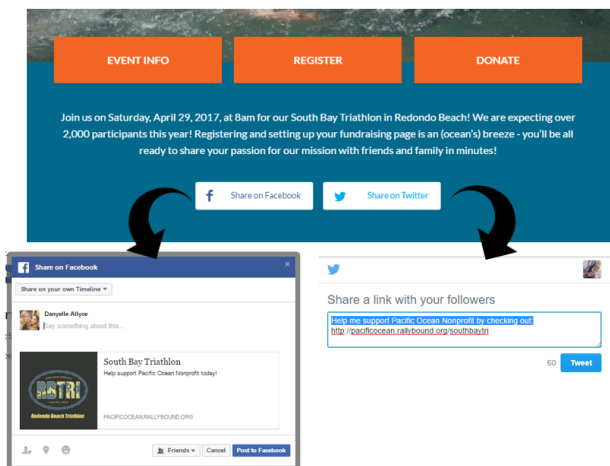 EVENT INFO
REGISTER
DONATE
Join us on Saturday, April 29, 2017, at 8am for our South Bay Triathlon in Redondo Beach! We are expecting over
2,000 participants this year! Registering and setting up your fundraising page is an (ocean's) breeze - you'll be all
ready to share your passion for our mission with friends and family in minutes!
f Share on Facebook
Share on Twitter
f Share on Facebook ×
Share on your own Timeline
Danyelle Allyce
Say something about this...
RBTRI
Redondo Beach Triathlon
South Bay Triathlon
Help support Pacific Ocean Nonprofit today!
PACIFICOCEAN.RALLYBOUND.ORG
Friends
Cancel
Post to Facebook
Share a link with your followers
Help me support Pacific Ocean Nonprofit by checking out:
http://pacificocean.rallybound.org/southbaytri
60
Tweet